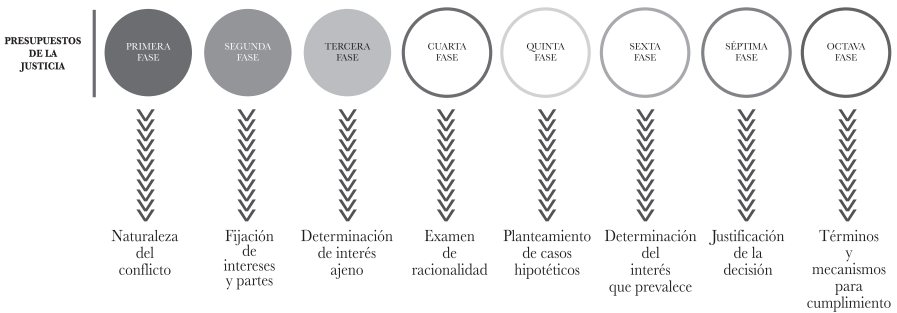 PRESUPUESTOS
DE LA
JUSTICIA
PRIMERA
FASE
SEGUNDA
FASE
TERCERA
FASE
CUARTA
FASE
QUINTA
FASE
SEXTA
FASE
SÉPTIMA
FASE
OCTAVA
FASE
Naturaleza
del
conflicto
Fijación
de
intereses
y partes
Determinación
de interés
ajeno
Examen
de
racionalidad
Planteamiento
de casos
hipotéticos
Determinación
del
interés
que prevalece
Justificación
de la
decisión
Términos
y
mecanismos
para
cumplimiento